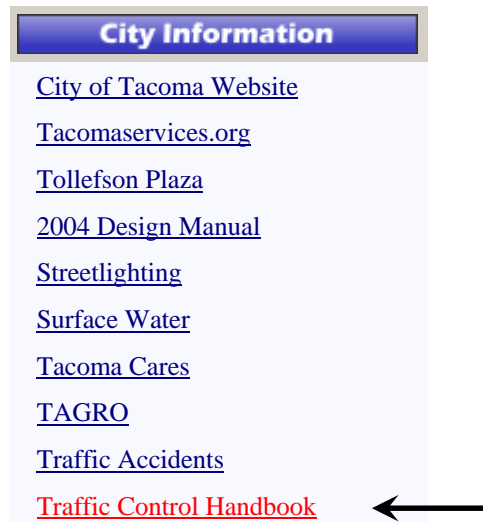 City Information
City of Tacoma Website
Tacomaservices.org
Tollefson Plaza
2004 Design Manual
Streetlighting
Surface Water
Tacoma Cares
TAGRO
Traffic Accidents
Traffic Control Handbook